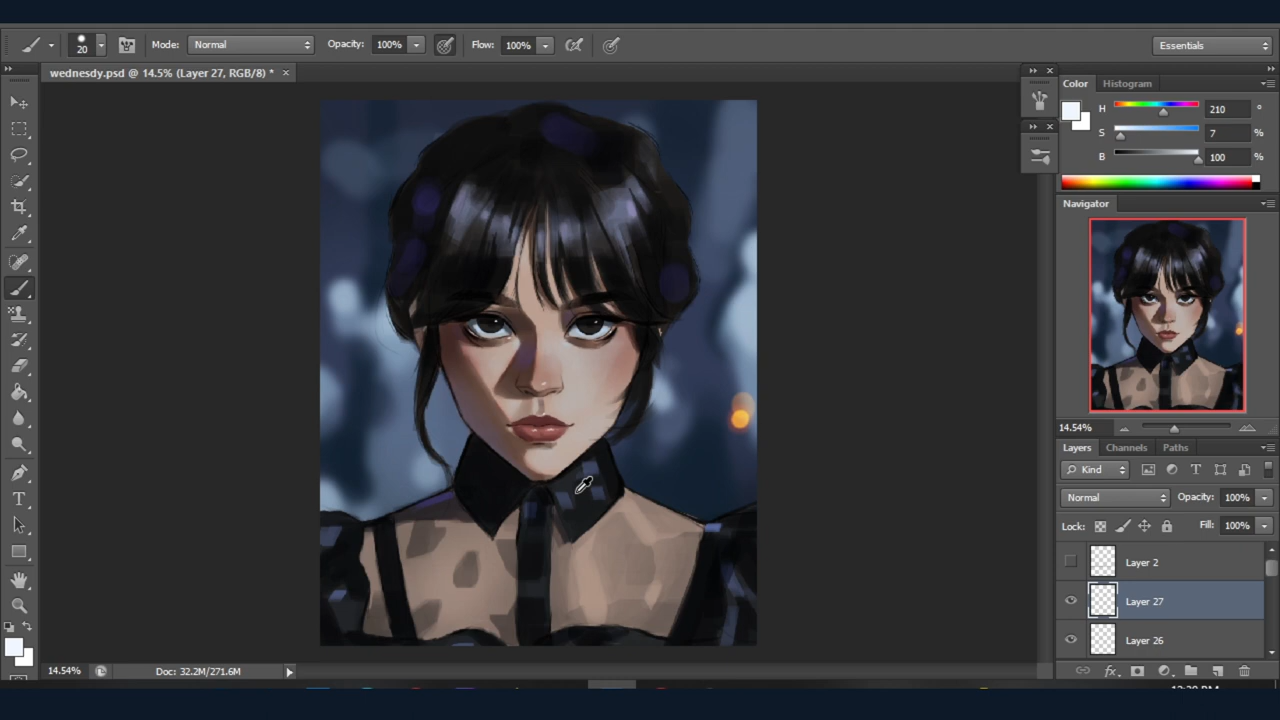 20 Mode: Normal Opacity: 100% Flow: 100% Essentials
wednesdy.psd @ 14.5% (Layer 27, RGB/8) * ×
Color Histogram
H 210 °
S 7 %
B 100 %
Navigator
14.54%
Layers Channels Paths
Kind
Normal Opacity: 100%
Lock: Fill: 100%
Layer 2
Layer 27
Layer 26
14.54% Doc: 32.2M/271.6M